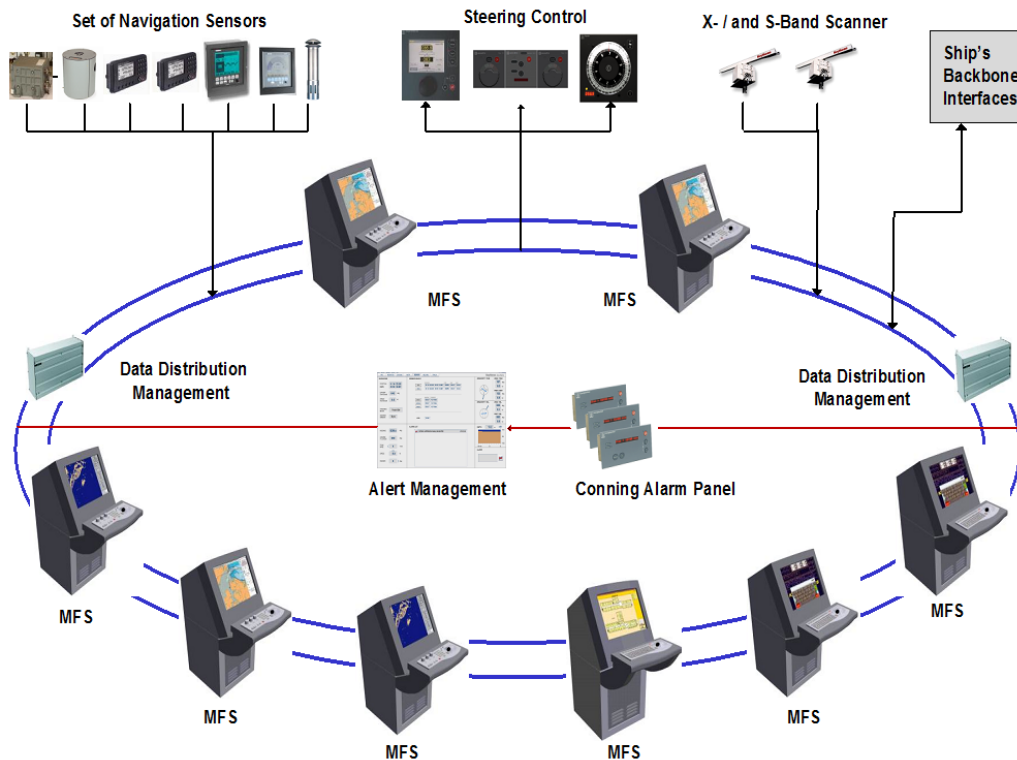 Set of Navigation Sensors
Steering Control
X- / and S-Band Scanner
Ship's
Backbone
Interfaces
MFS
MFS
Data Distribution
Management
Data Distribution
Management
Alert Management
Conning Alarm Panel
MFS
MFS
MFS
MFS
MFS
MFS